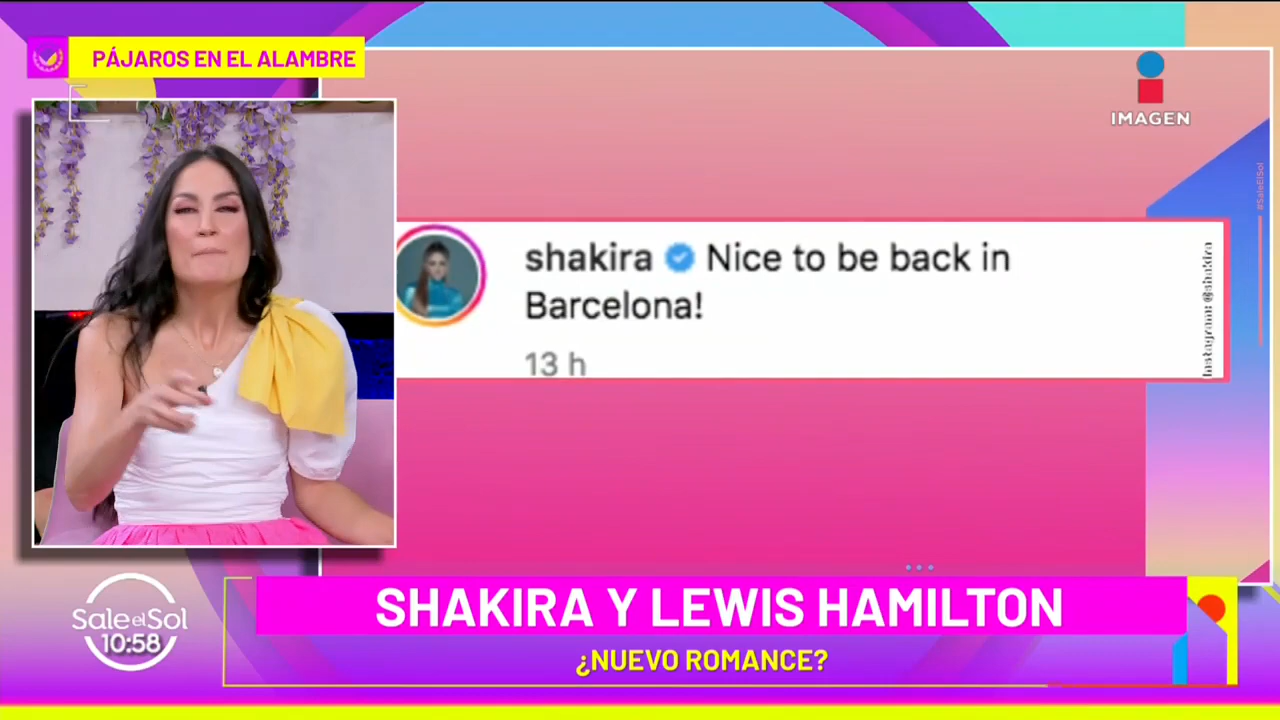 PÁJAROS EN EL ALAMBRE
IMAGEN
#SaleElSol
shakira Nice to be back in
Barcelona!
13 h
Instagram: @shakira
SHAKIRA Y LEWIS HAMILTON
¿NUEVO ROMANCE?
Sale el Sol
10:58